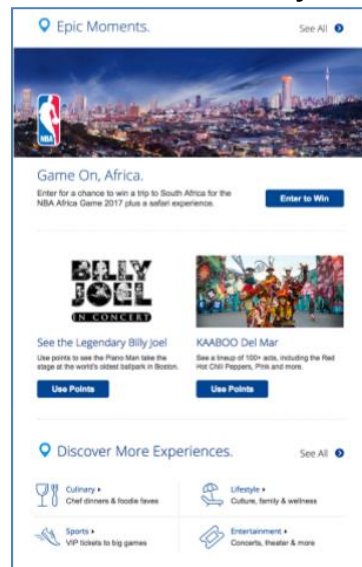 Epic Moments.
See All
NBA
Game On, Africa.
Enter for a chance to win a trip to South Africa for the
NBA Africa Game 2017 plus a safari experience.
Enter to Win
BILLY
JOEL
IN CONCERT
See the Legendary Billy Joel
Use points to see the Piano Man take the
stage at the world's oldest ballpark in Boston.
Use Points
KAABOO Del Mar
See a lineup of 100+ acts, including the Red
Hot Chili Peppers, P!nk and more.
Use Points
Discover More Experiences.
See All
Culinary
Chef dinners & foodie faves
Lifestyle
Culture, family & wellness
Sports
VIP tickets to big games
Entertainment
Concerts, theater & more